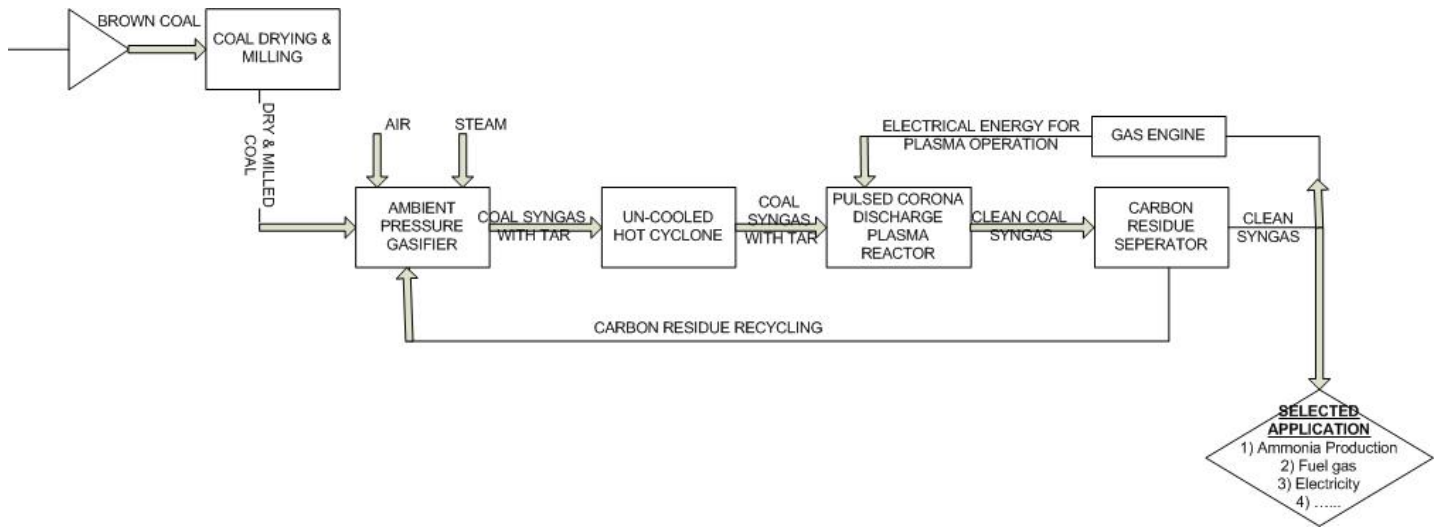 BROWN COAL
COAL DRYING &
MILLING
DRY & MILLED
COAL
AIR
STEAM
AMBIENT
PRESSURE
GASIFIER
COAL SYNGAS
WITH TAR
UN-COOLED
HOT CYCLONE
COAL
SYNGAS
WITH TAR
ELECTRICAL ENERGY FOR
PLASMA OPERATION
GAS ENGINE
PULSED CORONA
DISCHARGE
PLASMA
REACTOR
CLEAN COAL
SYNGAS
CARBON
RESIDUE
SEPERATOR
CLEAN
SYNGAS
CARBON RESIDUE RECYCLING
SELECTED
APPLICATION
1) Ammonia Production
2) Fuel gas
3) Electricity
4) …...